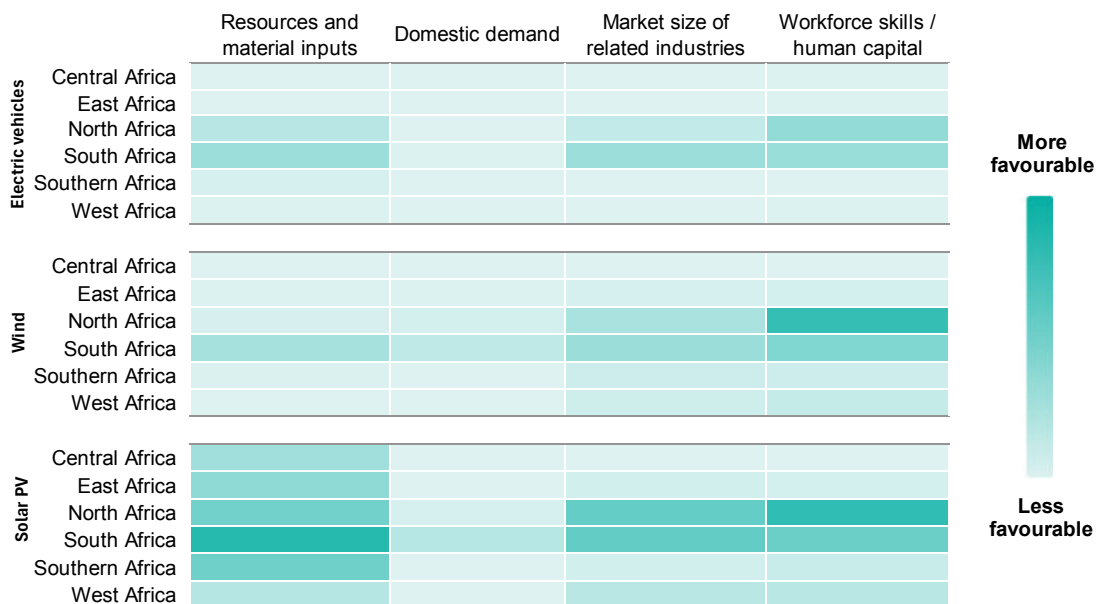 Resources and
material inputs
Domestic demand
Market size of
related industries
Workforce skills /
human capital
Electric vehicles
Central Africa
East Africa
North Africa
South Africa
Southern Africa
West Africa
Wind
Central Africa
East Africa
North Africa
South Africa
Southern Africa
West Africa
Solar PV
Central Africa
East Africa
North Africa
South Africa
Southern Africa
West Africa
More
favourable
Less
favourable